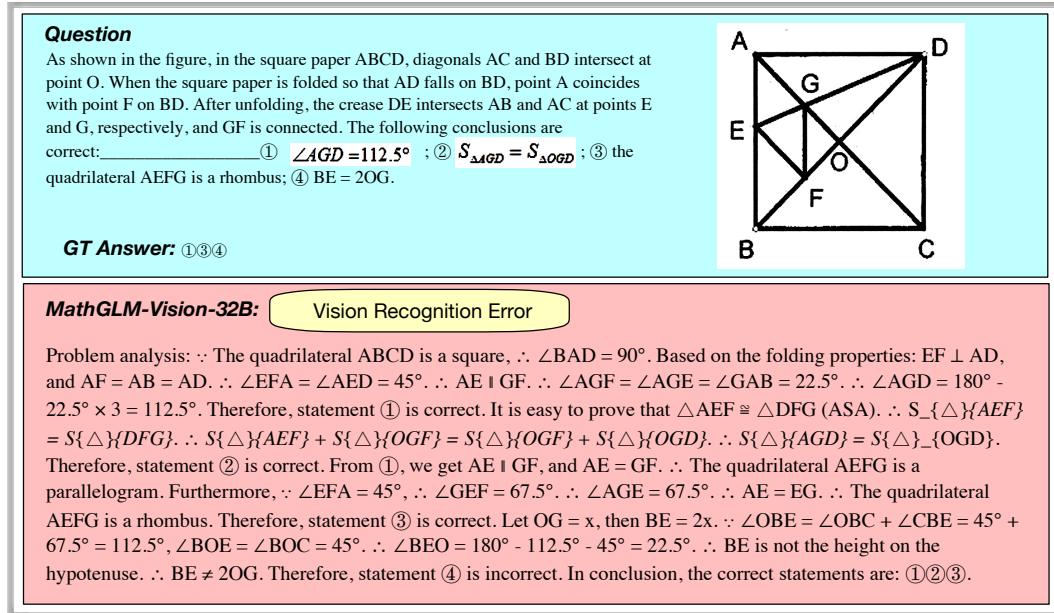 Question
As shown in the figure, in the square paper ABCD, diagonals AC and BD intersect at
point O. When the square paper is folded so that AD falls on BD, point A coincides
with point F on BD. After unfolding, the crease DE intersects AB and AC at points E
and G, respectively, and GF is connected. The following conclusions are
correct:___________________① ∠AGD=112.5° ; ② S△AGD = S△OGD ; ③ the
quadrilateral AEFG is a rhombus; ④ BE = 2OG.
GT Answer: ①③④
A
D
G
E
O
F
B
C
MathGLM-Vision-32B: Vision Recognition Error
Problem analysis: ∵ The quadrilateral ABCD is a square, ∴ ∠BAD = 90°. Based on the folding properties: EF ⊥ AD,
and AF = AB = AD. ∴ ∠EFA = ∠AED = 45°. ∴ AE ∥ GF. ∴ ∠AGF = ∠AGE = ∠GAB = 22.5°. ∴ ∠AGD = 180° -
22.5° × 3 = 112.5°. Therefore, statement ① is correct. It is easy to prove that △AEF ≅ △DFG (ASA). ∴ S_{△}{AEF}
= S{△}{DFG}. ∴ S{△}{AEF} + S{△}{OGF} = S{△}{OGF} + S{△}{OGD}. ∴ S{△}{AGD} = S{△}_{OGD}.
Therefore, statement ② is correct. From ①, we get AE ∥ GF, and AE = GF. ∴ The quadrilateral AEFG is a
parallelogram. Furthermore, ∵ ∠EFA = 45°, ∴ ∠GEF = 67.5°. ∴ ∠AGE = 67.5°. ∴ AE = EG. ∴ The quadrilateral
AEFG is a rhombus. Therefore, statement ③ is correct. Let OG = x, then BE = 2x. ∵ ∠OBE = ∠OBC + ∠CBE = 45° +
67.5° = 112.5°, ∠BOE = ∠BOC = 45°. ∴ ∠BEO = 180° - 112.5° - 45° = 22.5°. ∴ BE is not the height on the
hypotenuse. ∴ BE ≠ 2OG. Therefore, statement ④ is incorrect. In conclusion, the correct statements are: ①②③.